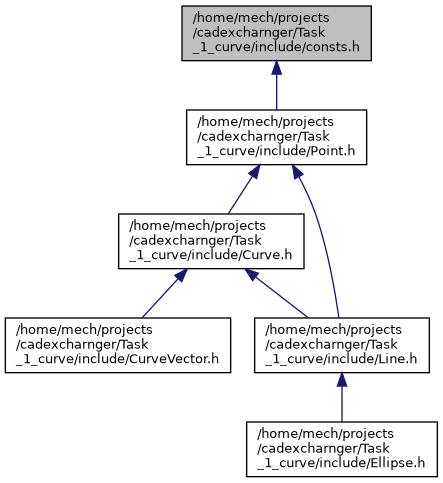 /home/mech/projects
/cadexcharnger/Task
_1_curve/include/consts.h
/home/mech/projects
/cadexcharnger/Task
_1_curve/include/Point.h
/home/mech/projects
/cadexcharnger/Task
_1_curve/include/Curve.h
/home/mech/projects
/cadexcharnger/Task
_1_curve/include/CurveVector.h
/home/mech/projects
/cadexcharnger/Task
_1_curve/include/Line.h
/home/mech/projects
/cadexcharnger/Task
_1_curve/include/Ellipse.h